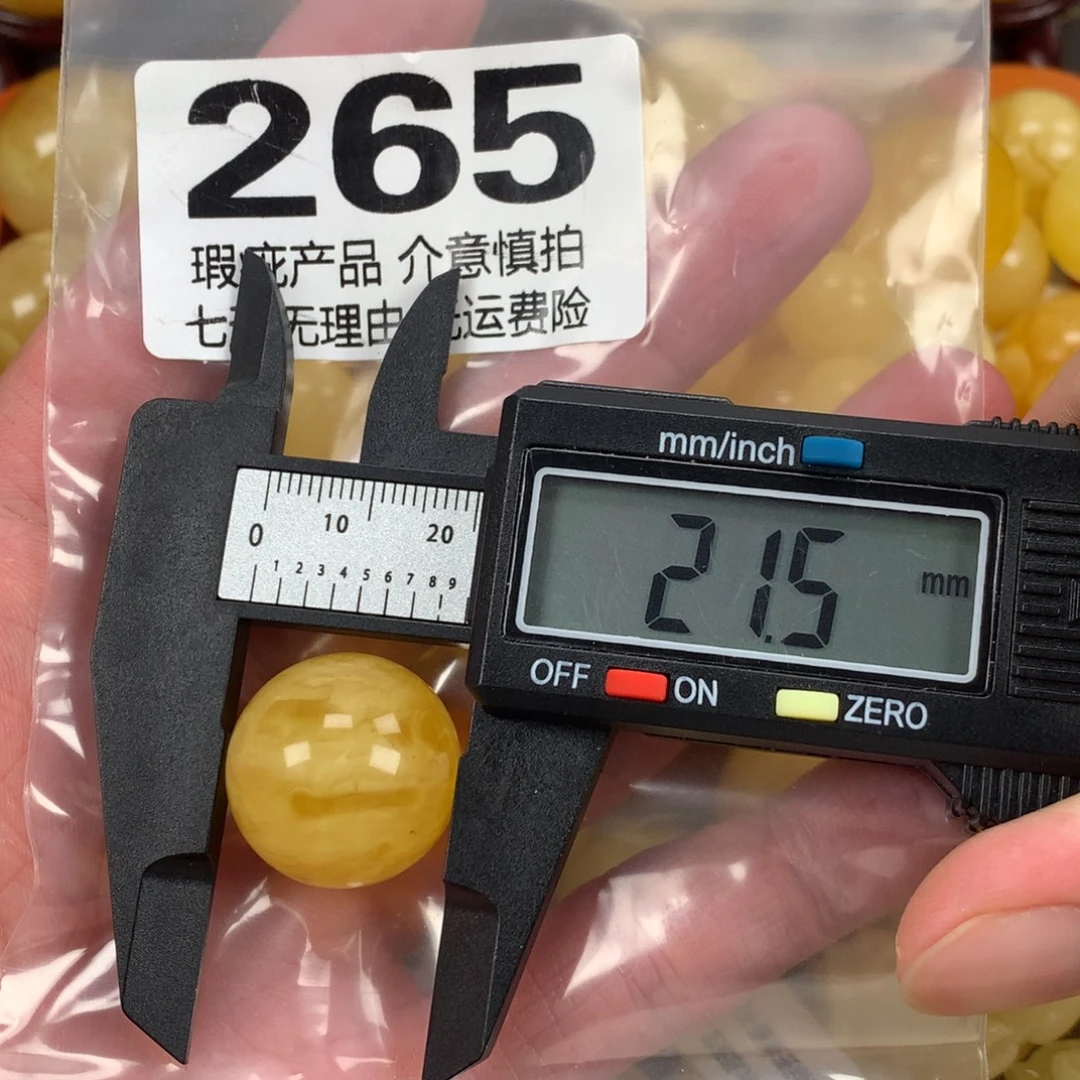 265
瑕疵产品 介意慎拍
七 无理由 运费险
mm/inch
21.5 mm
0 10 20
1 2 3 4 5 6 7 8 9
OFF ON ZERO